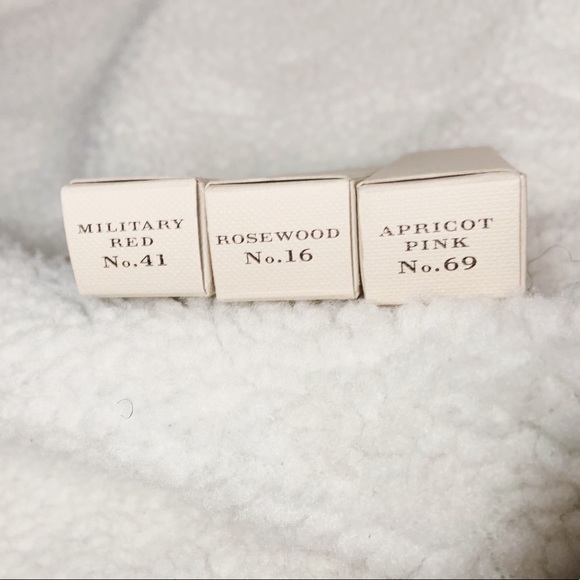 MILITARY
RED
No.41
ROSEWOOD
No.16
APRICOT
PINK
No.69